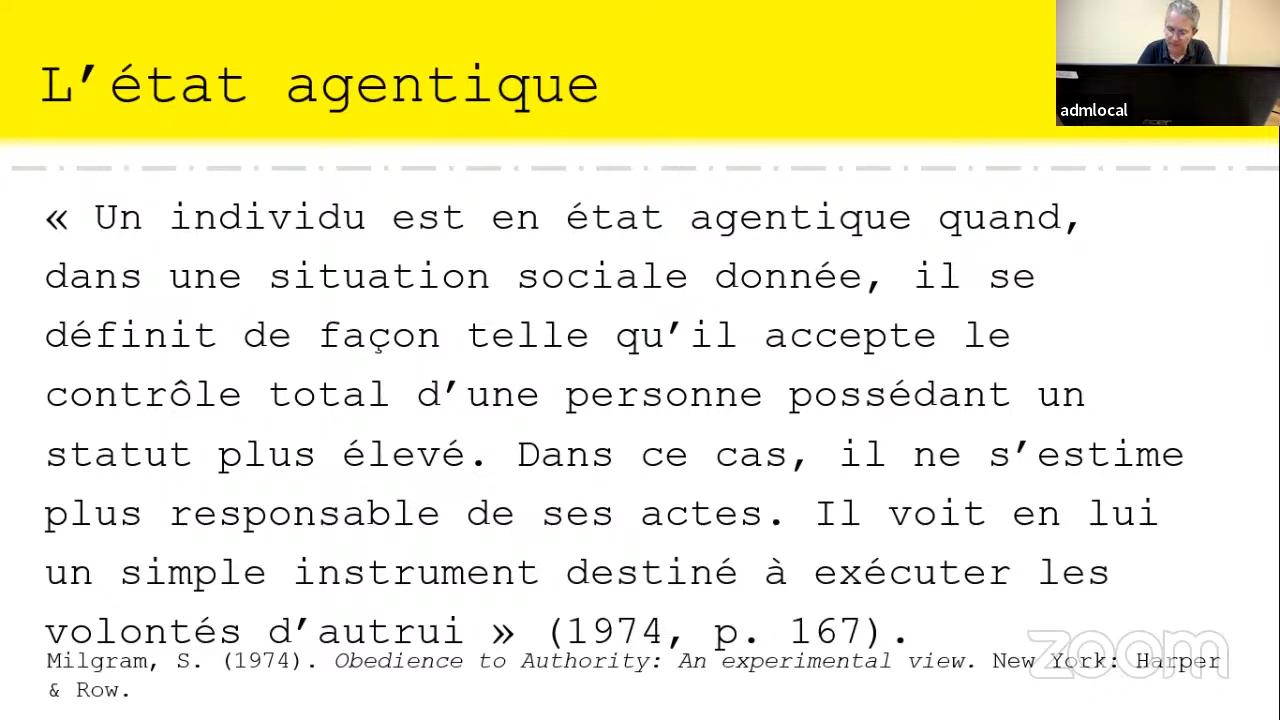 L’état agentique
admlocal
acer
« Un individu est en état agentique quand,
dans une situation sociale donnée, il se
définit de façon telle qu’il accepte le
contrôle total d’une personne possédant un
statut plus élevé. Dans ce cas, il ne s’estime
plus responsable de ses actes. Il voit en lui
un simple instrument destiné à exécuter les
volontés d’autrui » (1974, p. 167).
Milgram, S. (1974). Obedience to Authority: An experimental view. New York: Harper
& Row.
zoom